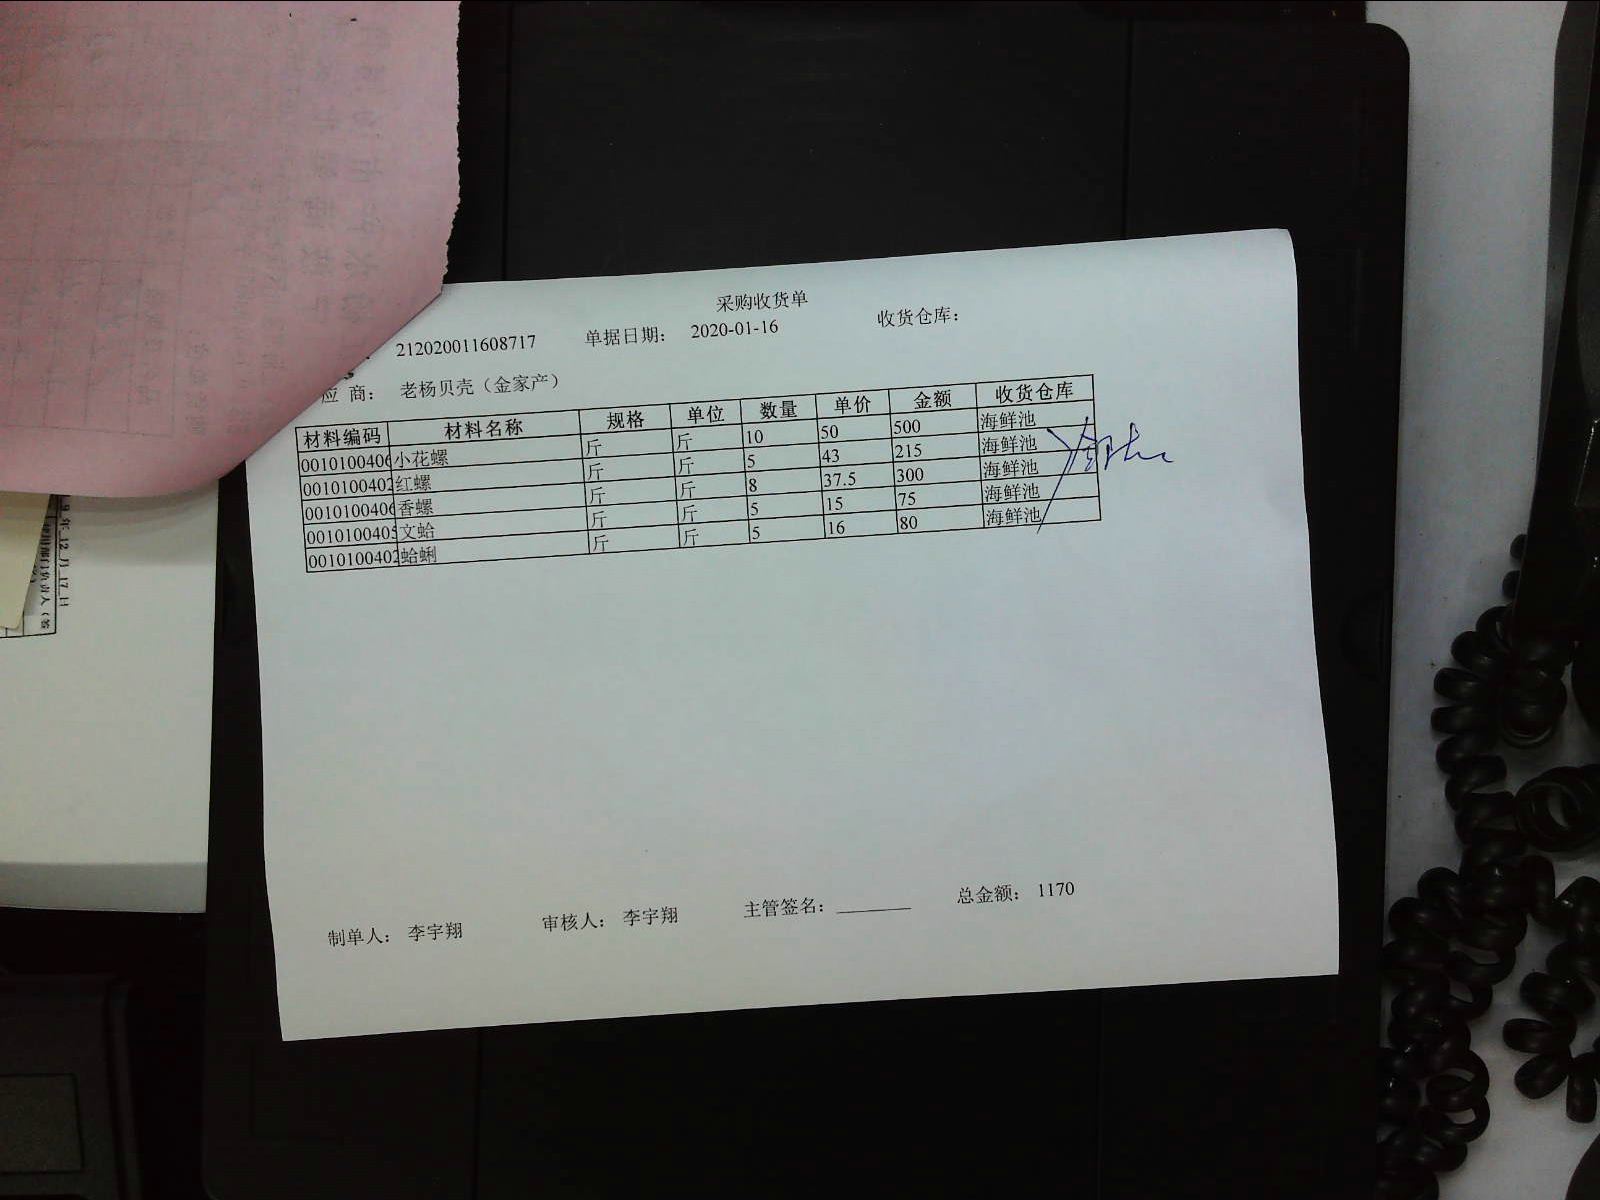 采购收货单
212020011608717 单据日期: 2020-01-16 收货仓库:
应 商: 老杨贝壳（金家产）
材料编码 材料名称 规格 单位 数量 单价 金额 收货仓库
0010100406 小花螺 斤 斤 10 50 500 海鲜池
0010100402 红螺 斤 斤 5 43 215 海鲜池
0010100406 香螺 斤 斤 8 37.5 300 海鲜池
0010100405 文蛤 斤 斤 5 15 75 海鲜池
0010100402 蛤蜊 斤 斤 5 16 80 海鲜池
制单人: 李宇翔 审核人: 李宇翔 主管签名: 总金额: 1170